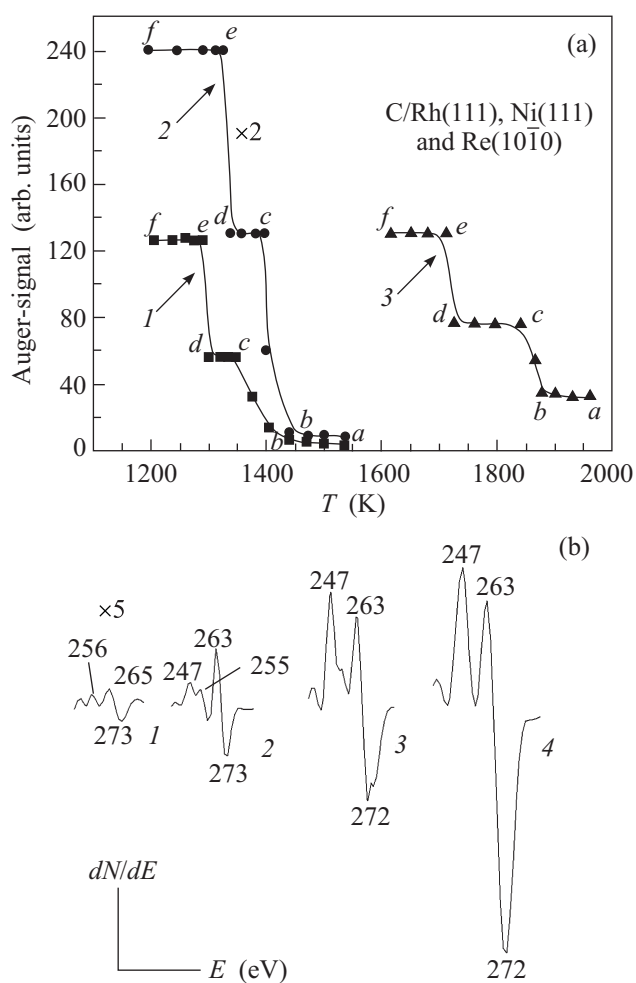 240
200
160
120
80
40
0
Auger-signal (arb. units)
(a)
C/Rh(111), Ni(111)
and Re(101̄0)
f
e
2
×2
d
c
f
e
1
d
c
b
b
a
f
e
3
d
c
b
a
1200
1400
1600
1800
2000
T (K)
(b)
×5
256
265
273
1
247
263
255
273
2
247
263
272
3
247
263
272
4
dN/dE
E (eV)